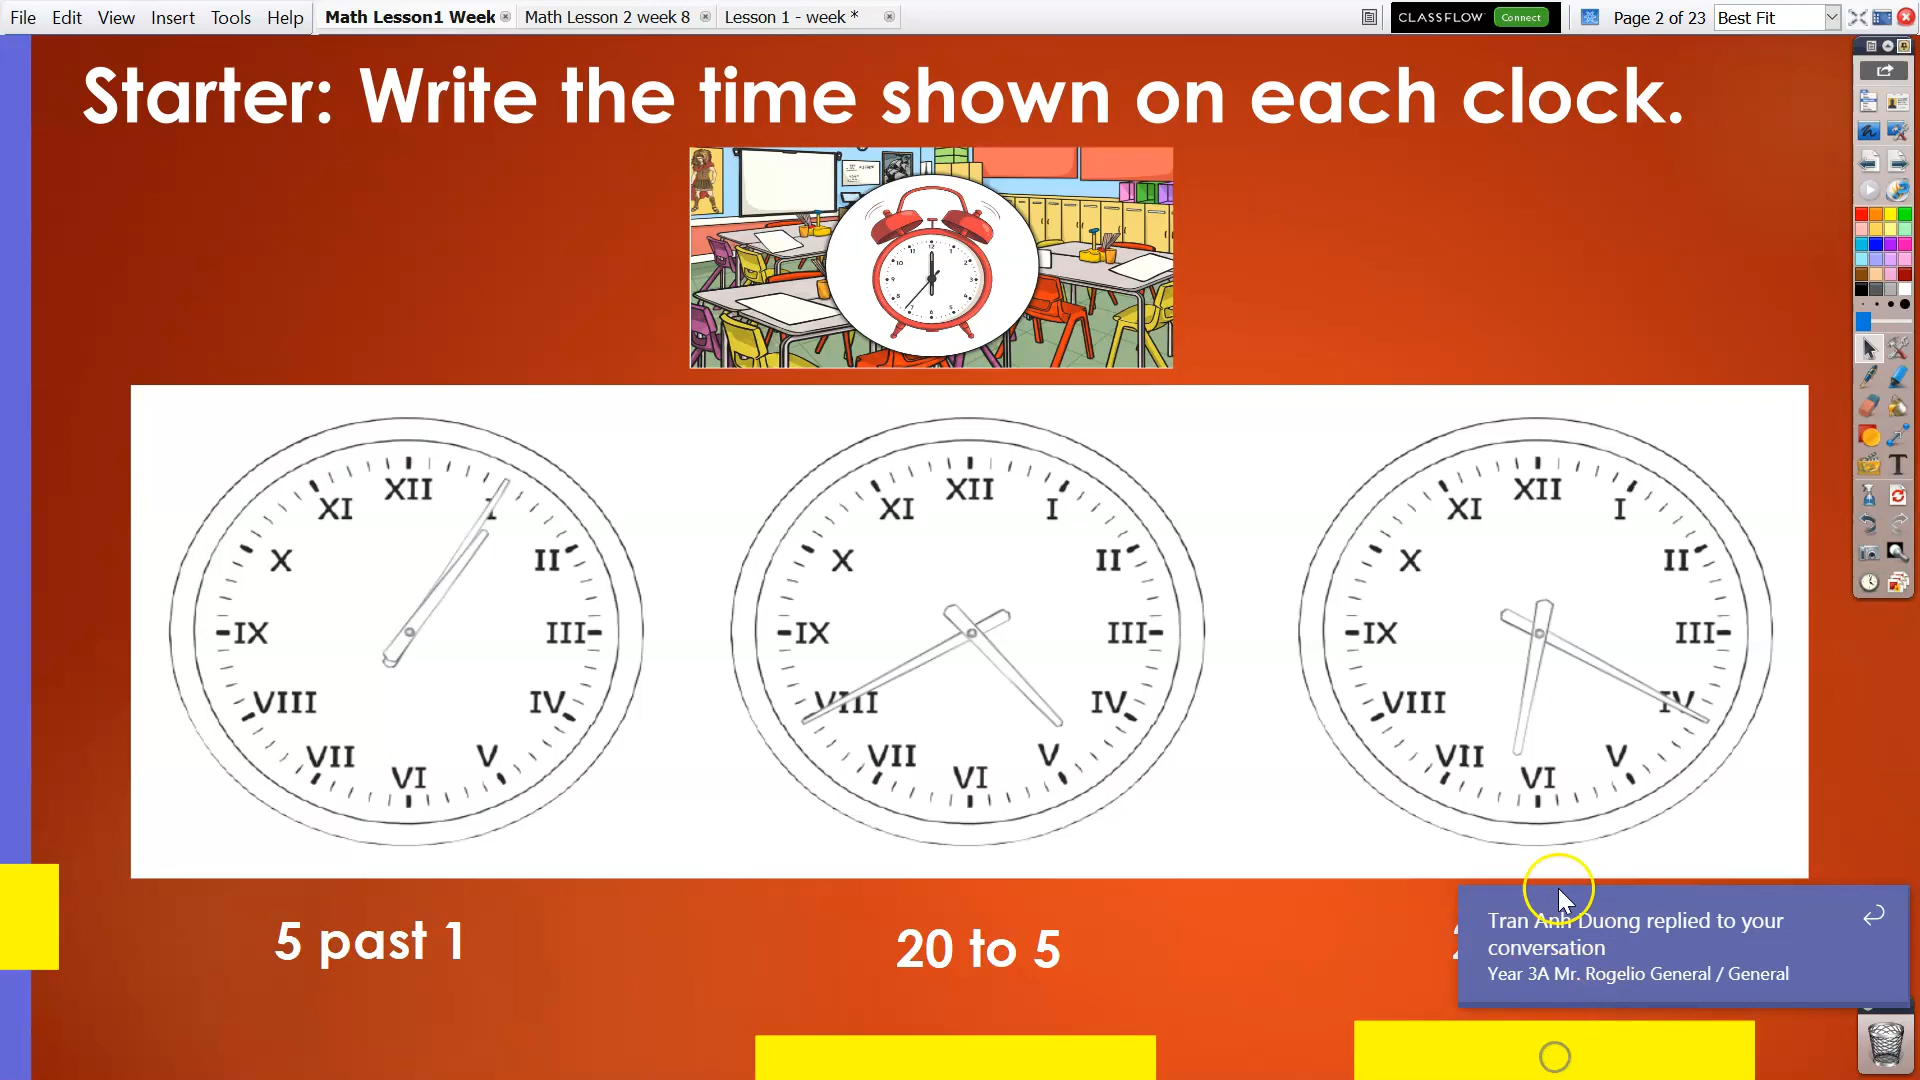 File Edit View Insert Tools Help
Math Lesson1 Week
Math Lesson 2 week 8
Lesson 1 - week *
CLASSFLOW Connect
Page 2 of 23
Best Fit
Starter: Write the time shown on each clock.
XII I II III IV V VI VII VIII IX X XI
XII I II III IV V VI VII VIII IX X XI
XII I II III IV V VI VII VIII IX X XI
5 past 1
20 to 5
Tran Anh Duong replied to your
conversation
Year 3A Mr. Rogelio General / General